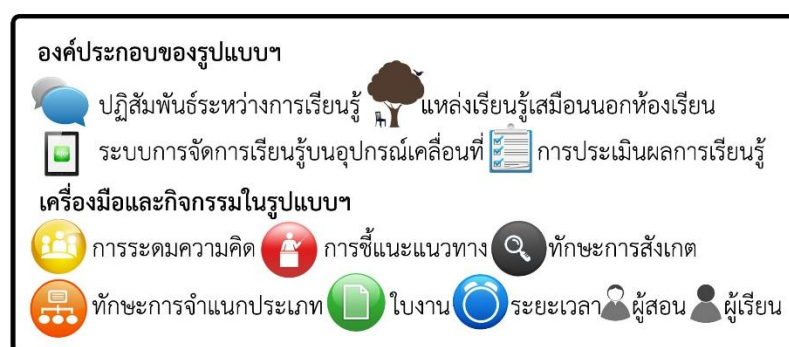 องค์ประกอบของรูปแบบฯ
ปฏิสัมพันธ์ระหว่างการเรียนรู้ แหล่งเรียนรู้เสมือนนอกห้องเรียน
ระบบการจัดการเรียนรู้บนอุปกรณ์เคลื่อนที่ การประเมินผลการเรียนรู้
เครื่องมือและกิจกรรมในรูปแบบฯ
การระดมความคิด การชี้แนะแนวทาง ทักษะการสังเกต
ทักษะการจำแนกประเภท ใบงาน ระยะเวลา ผู้สอน ผู้เรียน